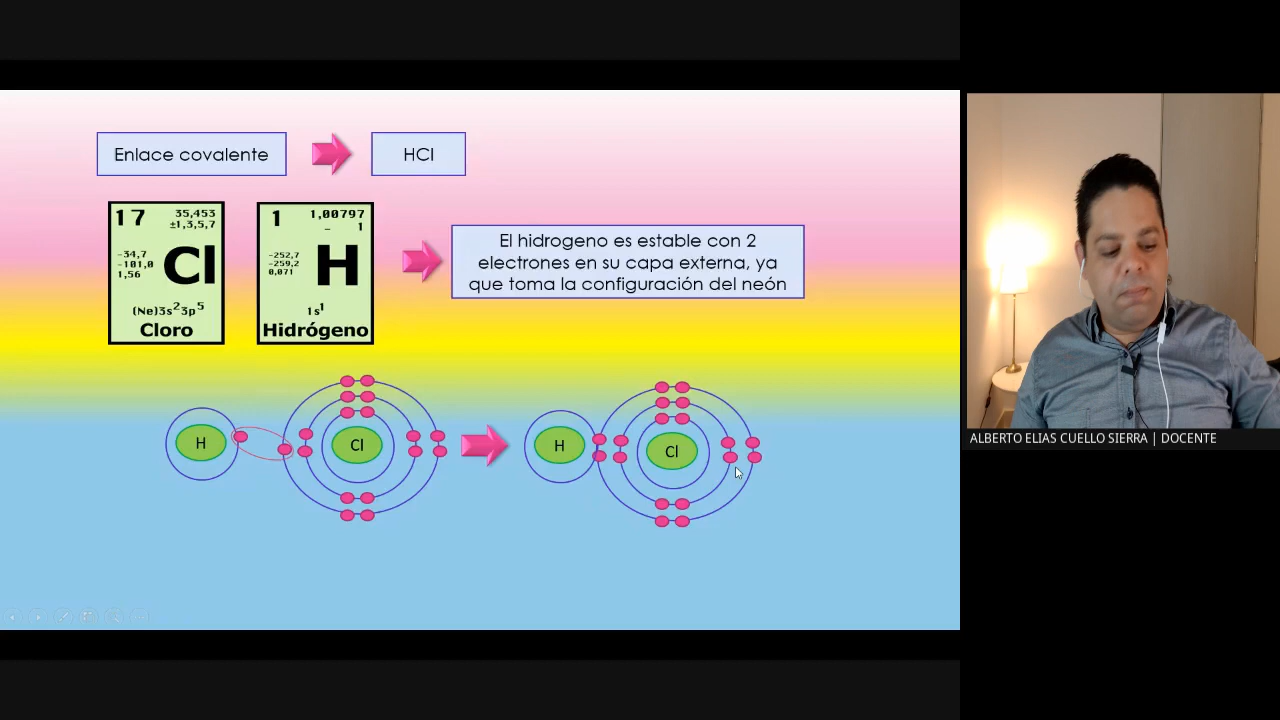 Enlace covalente
HCl
17
35,453
±1,3,5,7
-34,7
-101,0
1,56
Cl
(Ne)3s²3p⁵
Cloro
1
1,00797
- 1
-252,7
-259,2
0,071
H
1s¹
Hidrógeno
El hidrogeno es estable con 2
electrones en su capa externa, ya
que toma la configuración del neón
H
Cl
H
Cl
ALBERTO ELIAS CUELLO SIERRA | DOCENTE